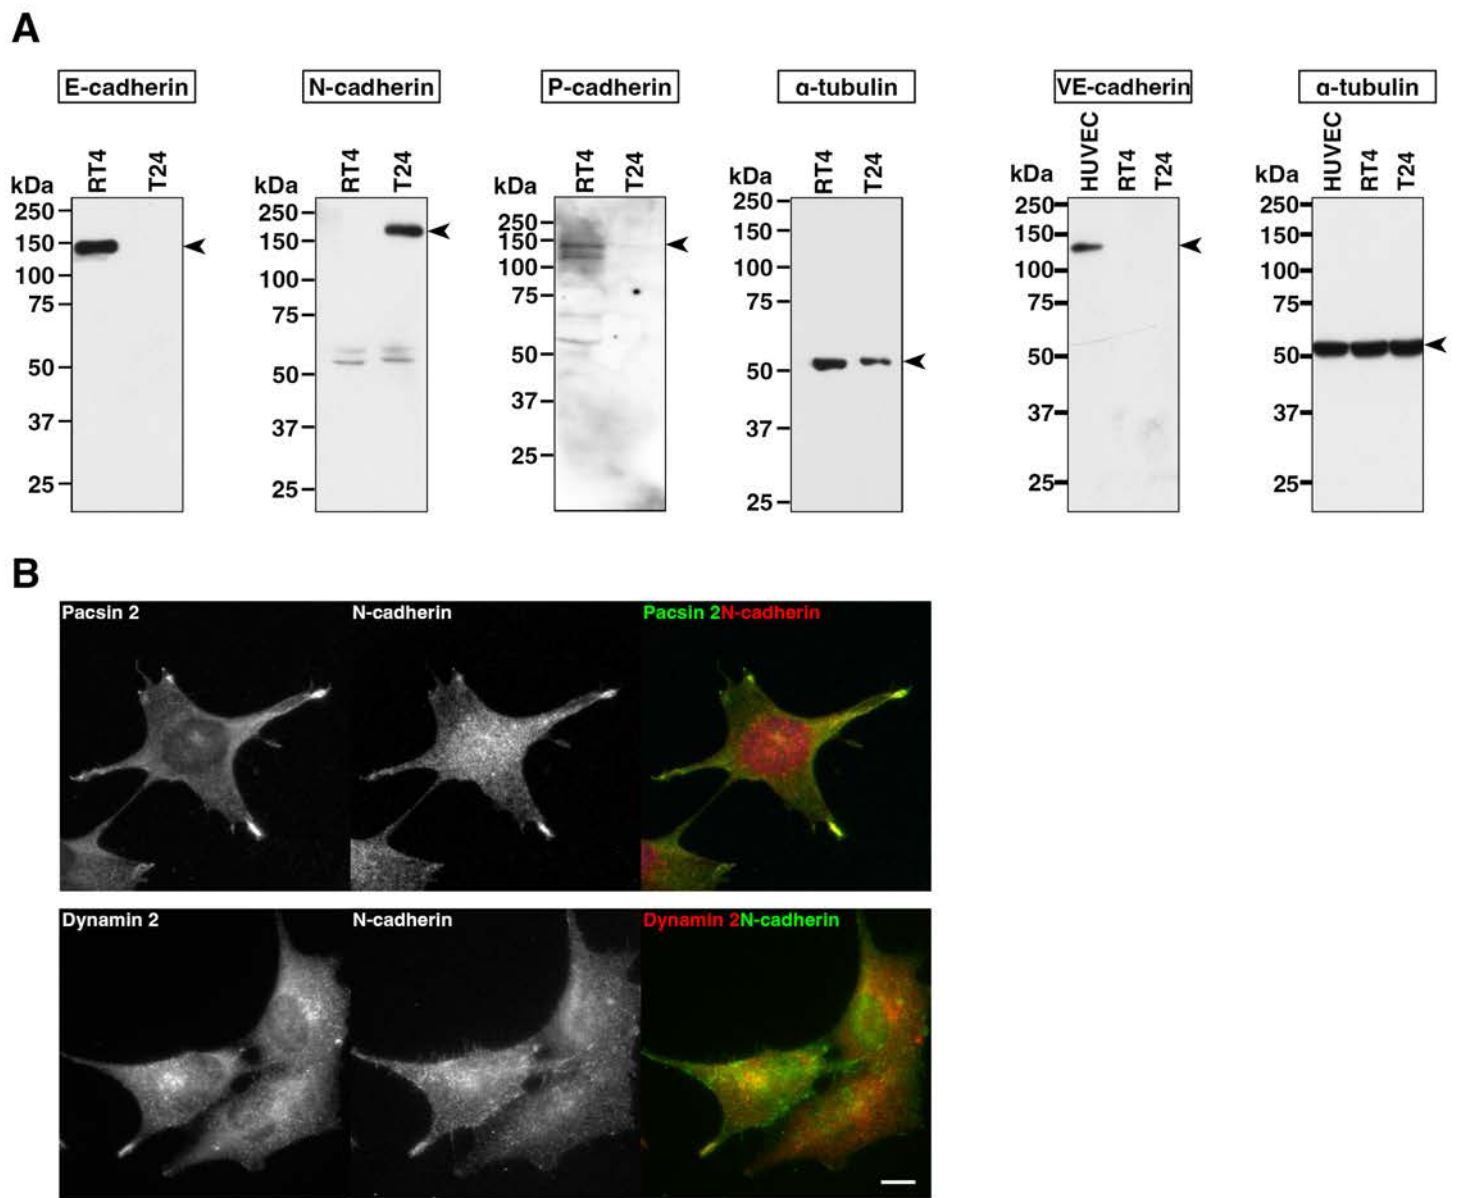 A
E-cadherin
N-cadherin
P-cadherin
α-tubulin
VE-cadherin
α-tubulin
kDa RT4 T24
250
150
100
75
50
37
25
kDa RT4 T24
250
150
100
75
50
37
25
kDa RT4 T24
250
150
100
75
50
37
25
kDa RT4 T24
250
150
100
75
50
37
25
kDa HUVEC RT4 T24
250
150
100
75
50
37
25
kDa HUVEC RT4 T24
250
150
100
75
50
37
25
B
Pacsin 2
N-cadherin
Pacsin 2N-cadherin
Dynamin 2
N-cadherin
Dynamin 2N-cadherin